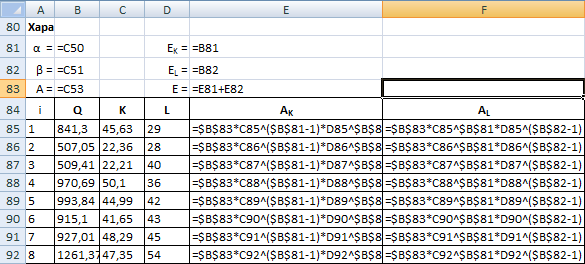 A B C D E F
80 Хара
81 α = =C50 EK = =B81
82 β = =C51 EL = =B82
83 A = =C53 E = =E81+E82
84 i Q K L AK AL
85 1 841,3 45,63 29 =$B$83*C85^($B$81-1)*D85^$B$8 =$B$83*C85^$B$81*D85^($B$82-1)
86 2 507,05 22,36 28 =$B$83*C86^($B$81-1)*D86^$B$8 =$B$83*C86^$B$81*D86^($B$82-1)
87 3 509,41 22,21 40 =$B$83*C87^($B$81-1)*D87^$B$8 =$B$83*C87^$B$81*D87^($B$82-1)
88 4 970,69 50,1 36 =$B$83*C88^($B$81-1)*D88^$B$8 =$B$83*C88^$B$81*D88^($B$82-1)
89 5 993,84 44,99 42 =$B$83*C89^($B$81-1)*D89^$B$8 =$B$83*C89^$B$81*D89^($B$82-1)
90 6 915,1 41,65 43 =$B$83*C90^($B$81-1)*D90^$B$8 =$B$83*C90^$B$81*D90^($B$82-1)
91 7 927,01 48,29 45 =$B$83*C91^($B$81-1)*D91^$B$8 =$B$83*C91^$B$81*D91^($B$82-1)
92 8 1261,37 47,35 54 =$B$83*C92^($B$81-1)*D92^$B$8 =$B$83*C92^$B$81*D92^($B$82-1)